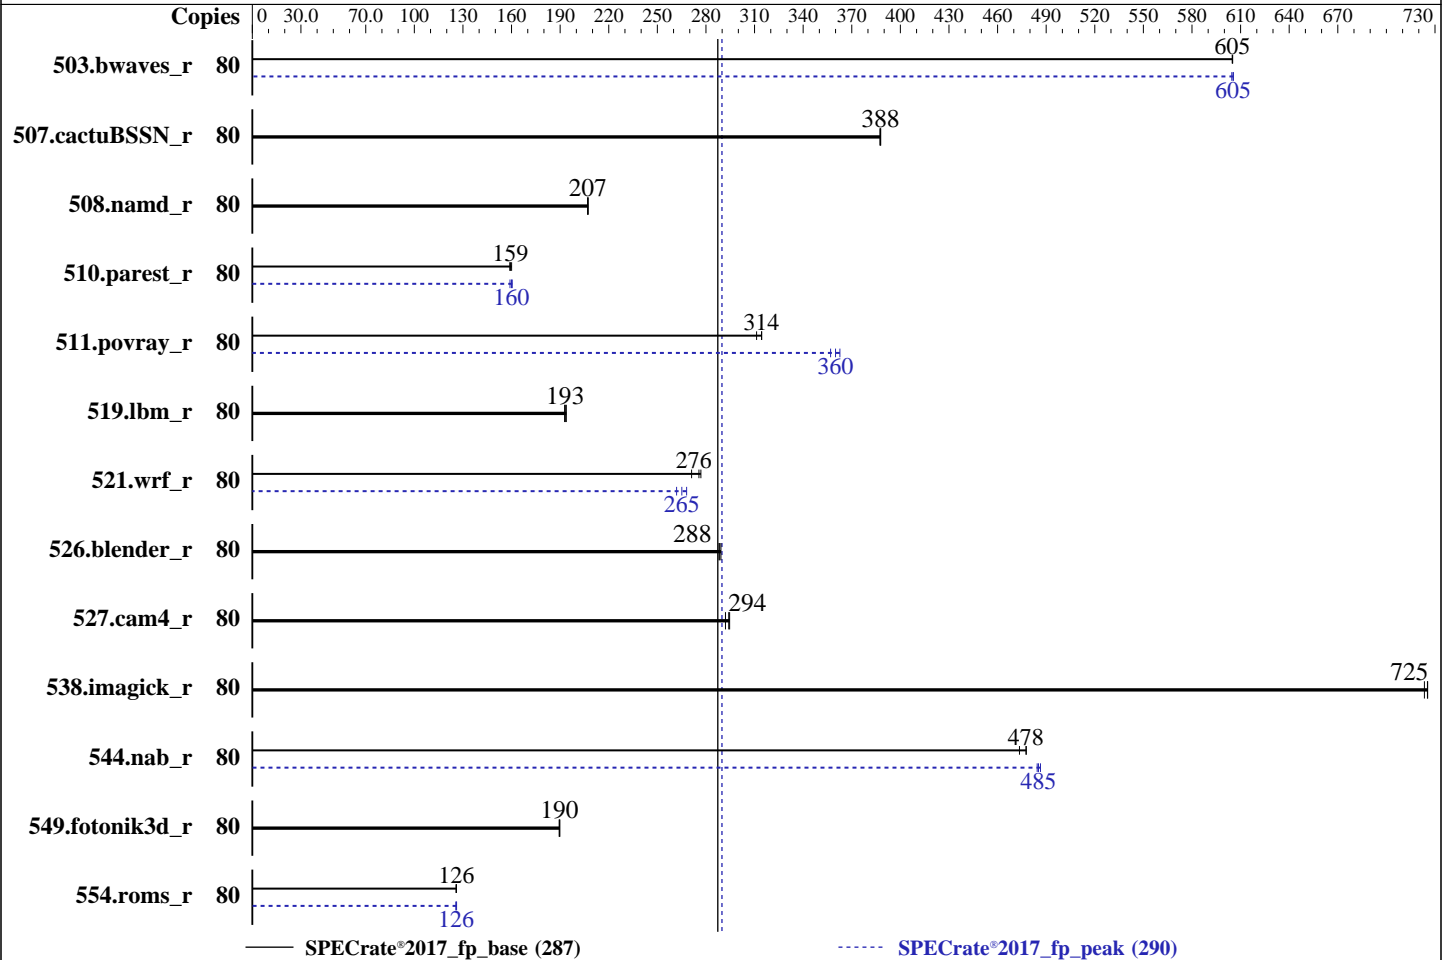 Copies 0 30.0 70.0 100 130 160 190 220 250 280 310 340 370 400 430 460 490 520 550 580 610 640 670 730
605
503.bwaves_r 80
605
388
507.cactuBSSN_r 80
207
508.namd_r 80
159
510.parest_r 80
160
314
511.povray_r 80
360
193
519.lbm_r 80
276
521.wrf_r 80
265
288
526.blender_r 80
294
527.cam4_r 80
725
538.imagick_r 80
478
544.nab_r 80
485
190
549.fotonik3d_r 80
126
554.roms_r 80
126
SPECrate®2017_fp_base (287) SPECrate®2017_fp_peak (290)